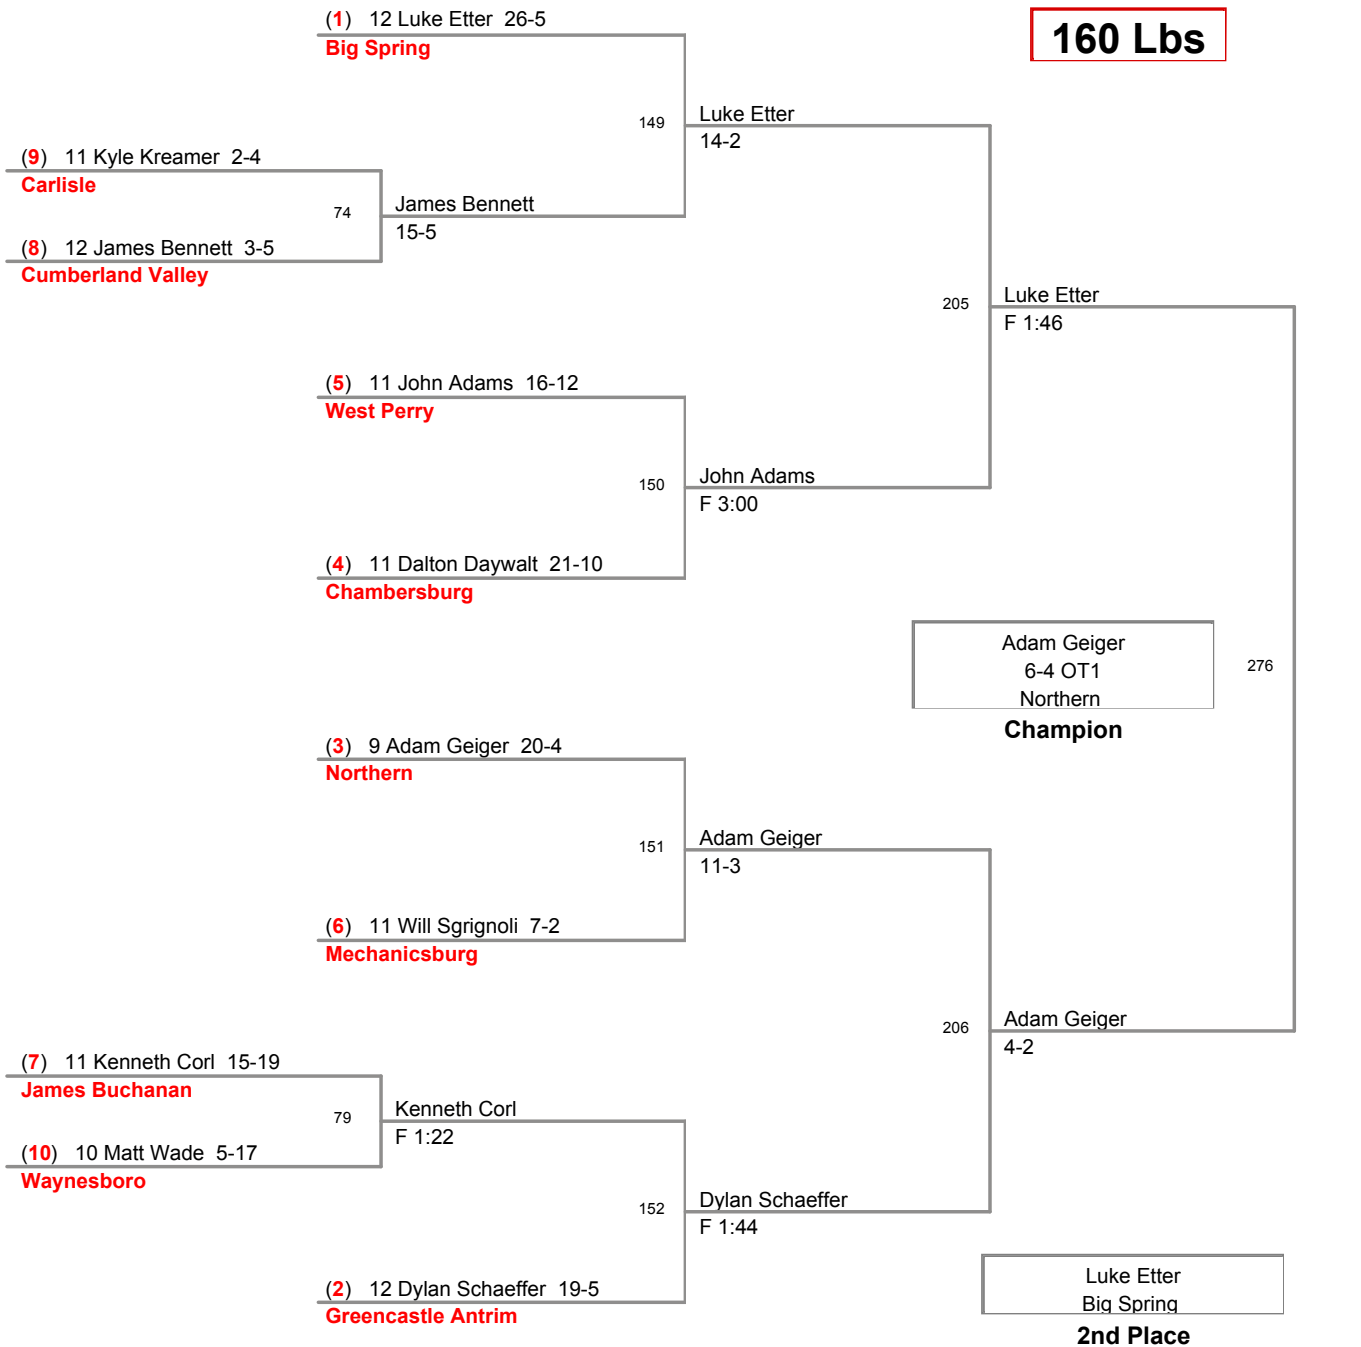 (1) 12 Luke Etter 26-5
160 Lbs
Big Spring
149
Luke Etter
14-2
(9) 11 Kyle Kreamer 2-4
Carlisle
74
James Bennett
15-5
(8) 12 James Bennett 3-5
Cumberland Valley
205
Luke Etter
F 1:46
(5) 11 John Adams 16-12
West Perry
150
John Adams
F 3:00
(4) 11 Dalton Daywalt 21-10
Chambersburg
Adam Geiger
6-4 OT1
Northern
Champion
276
(3) 9 Adam Geiger 20-4
Northern
151
Adam Geiger
11-3
(6) 11 Will Sgrignoli 7-2
Mechanicsburg
206
Adam Geiger
4-2
(7) 11 Kenneth Corl 15-19
James Buchanan
79
Kenneth Corl
F 1:22
(10) 10 Matt Wade 5-17
Waynesboro
152
Dylan Schaeffer
F 1:44
(2) 12 Dylan Schaeffer 19-5
Greencastle Antrim
Luke Etter
Big Spring
2nd Place